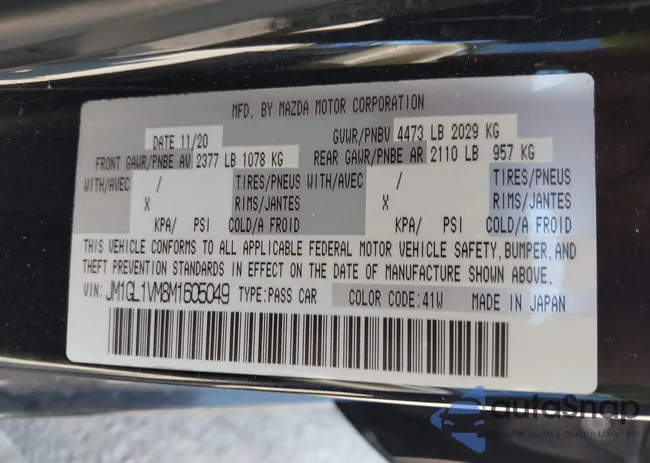 MFD. BY MAZDA MOTOR CORPORATION
DATE 11/20 GVWR/PNBV 4473 LB 2029 KG
FRONT GAWR/PNBE AV 2377 LB 1078 KG REAR GAWR/PNBE AR 2110 LB 957 KG
WITH/AVEC / TIRES/PNEUS WITH/AVEC / TIRES/PNEUS
X RIMS/JANTES X RIMS/JANTES
KPA/ PSI COLD/A FROID KPA/ PSI COLD/A FROID
THIS VEHICLE CONFORMS TO ALL APPLICABLE FEDERAL MOTOR VEHICLE SAFETY, BUMPER, AND
THEFT PREVENTION STANDARDS IN EFFECT ON THE DATE OF MANUFACTURE SHOWN ABOVE.
VIN: JM1GL1VM8M1605049 TYPE: PASS CAR COLOR CODE: 41W MADE IN JAPAN
autoSnap
auta z aukcji USA
EU